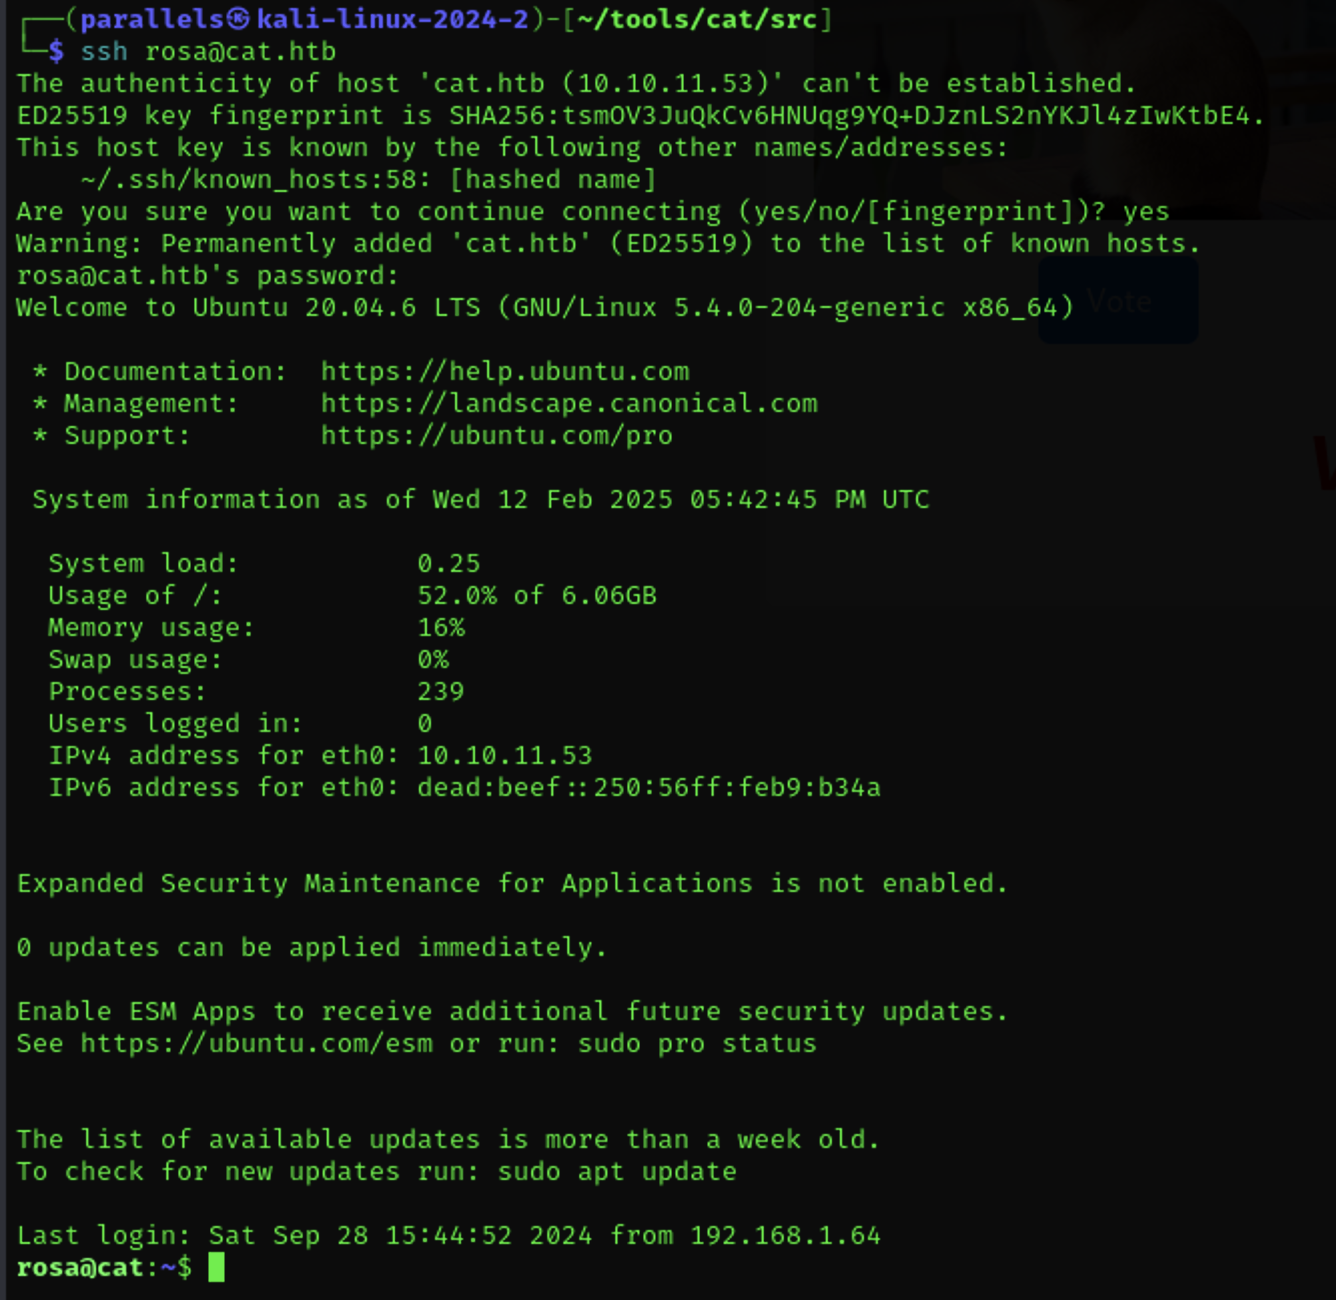 ┌──(parallels㉿kali-linux-2024-2)-[~/tools/cat/src]
└─$ ssh rosa@cat.htb
The authenticity of host 'cat.htb (10.10.11.53)' can't be established.
ED25519 key fingerprint is SHA256:tsmOV3JuQkCv6HNUqg9YQ+DJznLS2nYKJl4zIwKtbE4.
This host key is known by the following other names/addresses:
    ~/.ssh/known_hosts:58: [hashed name]
Are you sure you want to continue connecting (yes/no/[fingerprint])? yes
Warning: Permanently added 'cat.htb' (ED25519) to the list of known hosts.
rosa@cat.htb's password:
Welcome to Ubuntu 20.04.6 LTS (GNU/Linux 5.4.0-204-generic x86_64)
Vote
 * Documentation:  https://help.ubuntu.com
 * Management:     https://landscape.canonical.com
 * Support:        https://ubuntu.com/pro
 System information as of Wed 12 Feb 2025 05:42:45 PM UTC
  System load:           0.25
  Usage of /:            52.0% of 6.06GB
  Memory usage:          16%
  Swap usage:            0%
  Processes:             239
  Users logged in:       0
  IPv4 address for eth0: 10.10.11.53
  IPv6 address for eth0: dead:beef::250:56ff:feb9:b34a
Expanded Security Maintenance for Applications is not enabled.
0 updates can be applied immediately.
Enable ESM Apps to receive additional future security updates.
See https://ubuntu.com/esm or run: sudo pro status
The list of available updates is more than a week old.
To check for new updates run: sudo apt update
Last login: Sat Sep 28 15:44:52 2024 from 192.168.1.64
rosa@cat:~$